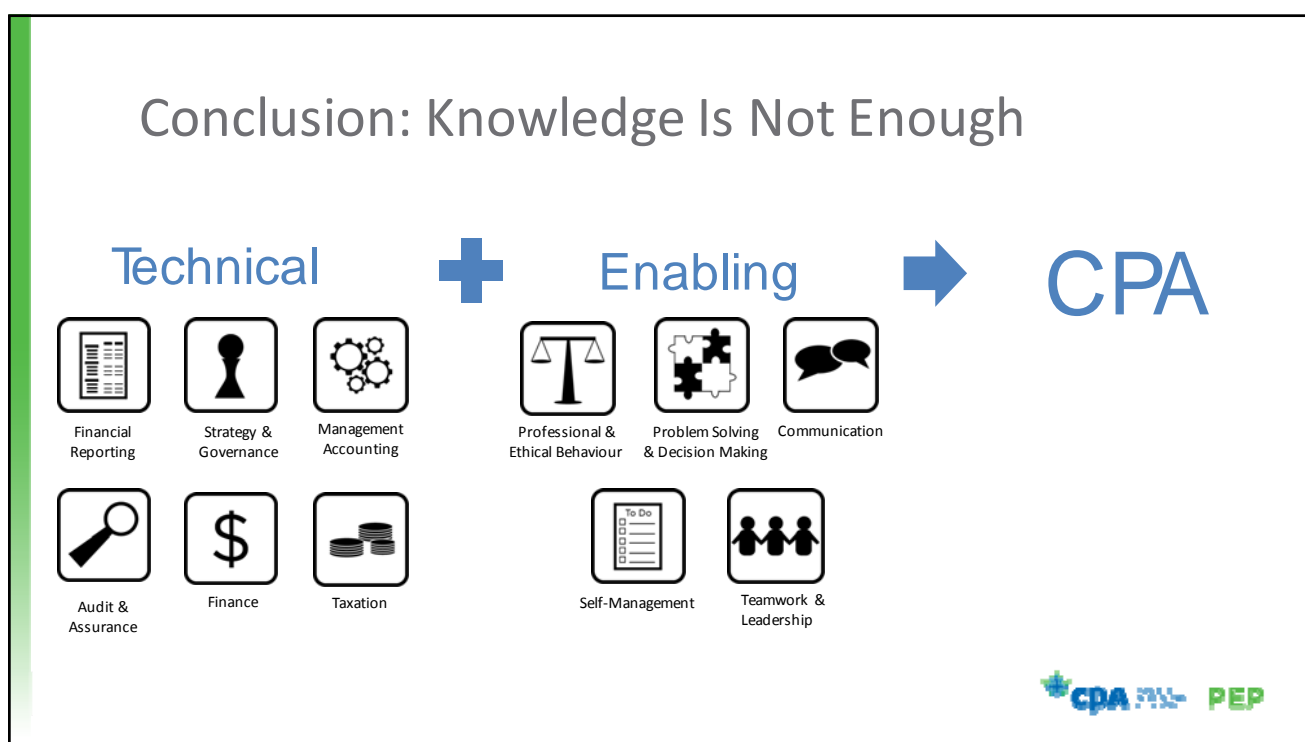 Conclusion: Knowledge Is Not Enough
Technical
Enabling
CPA
Financial
Reporting
Strategy &
Governance
Management
Accounting
Professional &
Ethical Behaviour
Problem Solving
& Decision Making
Communication
$
To Do
Audit &
Assurance
Finance
Taxation
Self-Management
Teamwork &
Leadership
CPA
PEP